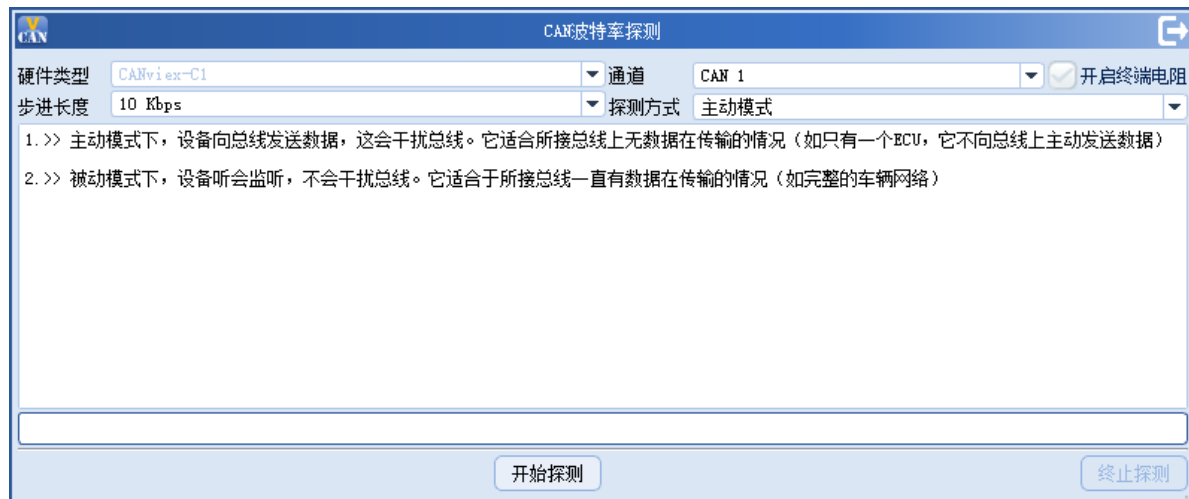 V
CAN
CAN波特率探测
硬件类型 CANviex-C1 通道 CAN 1 开启终端电阻
步进长度 10 Kbps 探测方式 主动模式
1.>> 主动模式下，设备向总线发送数据，这会干扰总线。它适合所接总线上无数据在传输的情况（如只有一个ECU，它不向总线上主动发送数据）
2.>> 被动模式下，设备听会监听，不会干扰总线。它适合于所接总线一直有数据在传输的情况（如完整的车辆网络）
开始探测 终止探测